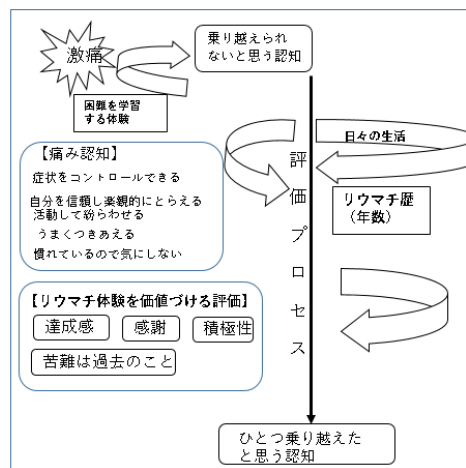 激痛
乗り越えられ
ないと思う認知
困難を学習
する体験
日々の生活
【痛み認知】
症状をコントロールできる
自分を信頼し楽観的にとらえる
活動して紛らわせる
うまくつきあえる
慣れているので気にしない
評価プロセス
リウマチ歴
(年数)
【リウマチ体験を価値づける評価】
達成感
感謝
積極性
苦難は過去のこと
ひとつ乗り越えた
と思う認知